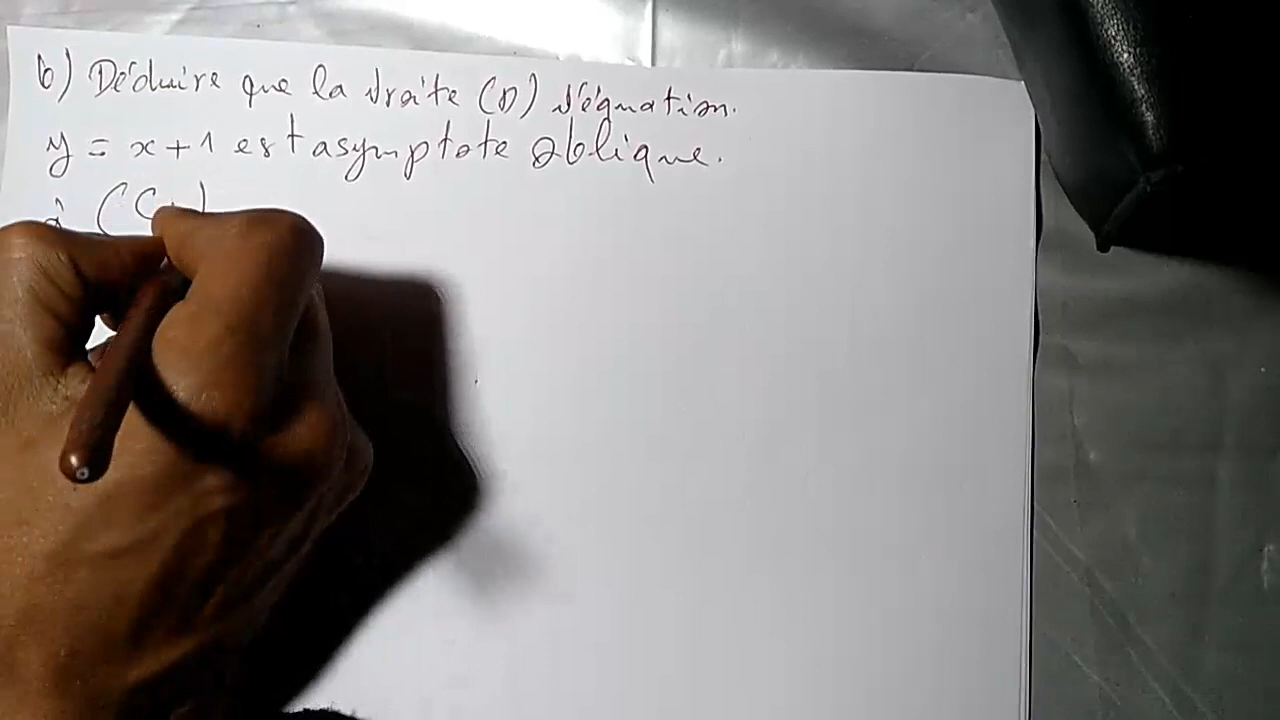 b) Déduire que la droite (D) d'équation.
y = x + 1 est asymptote oblique.
à (C